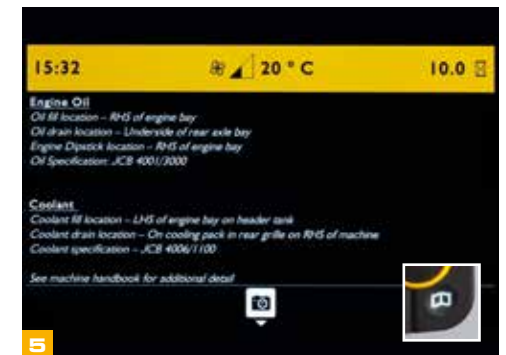 15:32 20 ° C 10.0
Engine Oil
Oil fill location – RHS of engine bay
Oil drain location – Underside of rear axle bay
Engine Dipstick location – RHS of engine bay
Oil Specification: JCB 4001/3000
Coolant
Coolant fill location – LHS of engine bay on header tank
Coolant drain location – On cooling pack in rear grille on RHS of machine
Coolant specification – JCB 4006/1100
See machine handbook for additional detail
5